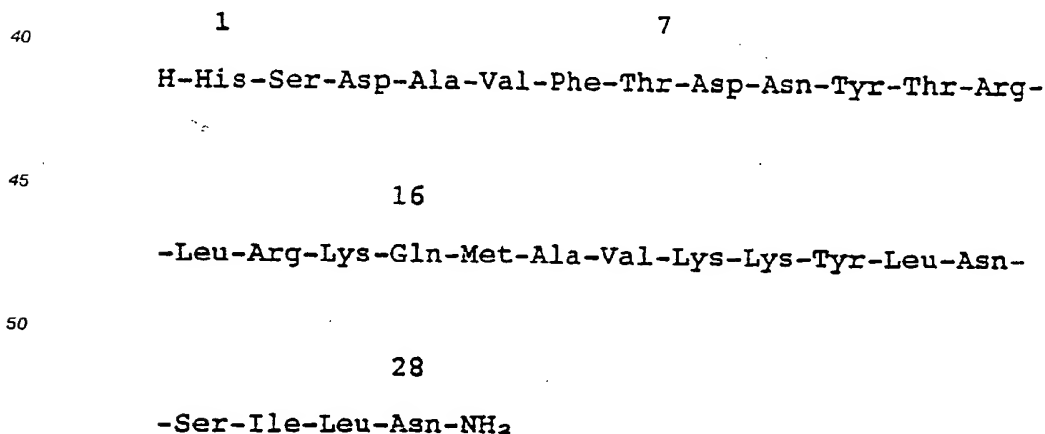 1 7
40
H-His-Ser-Asp-Ala-Val-Phe-Thr-Asp-Asn-Tyr-Thr-Arg-
45
16
-Leu-Arg-Lys-Gln-Met-Ala-Val-Lys-Lys-Tyr-Leu-Asn-
50
28
-Ser-Ile-Leu-Asn-NH₂